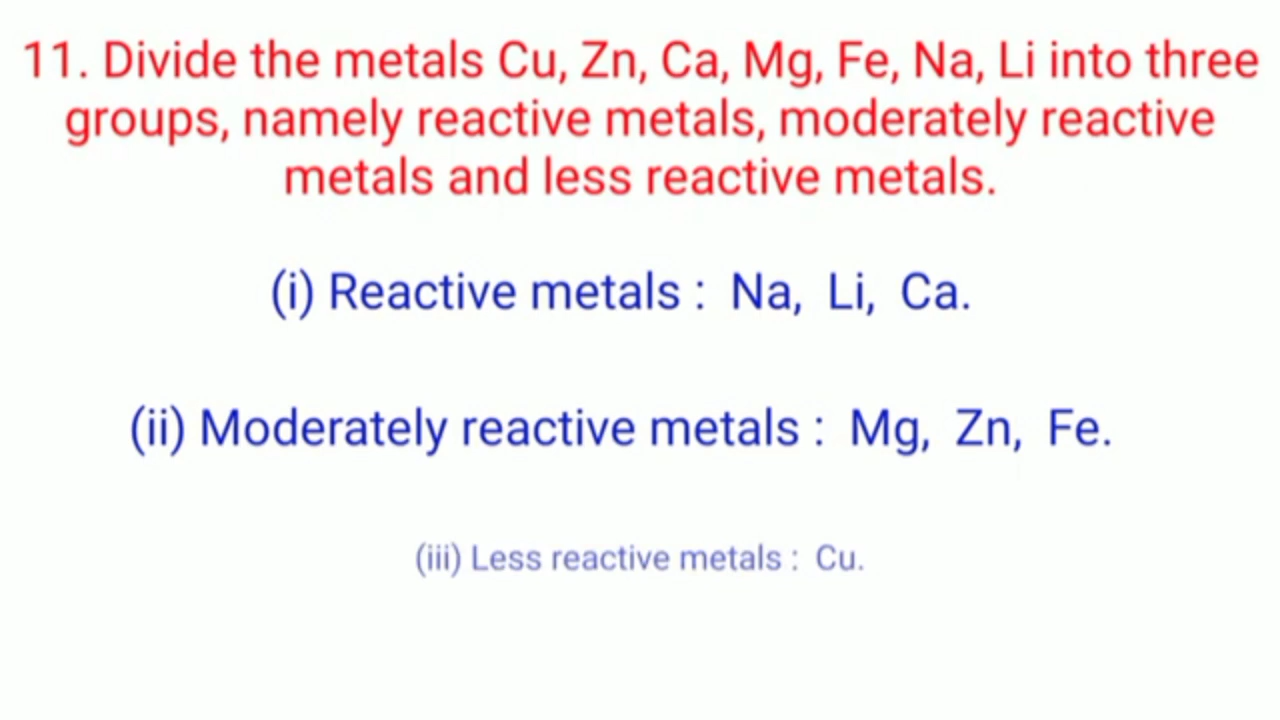 11. Divide the metals Cu, Zn, Ca, Mg, Fe, Na, Li into three
groups, namely reactive metals, moderately reactive
metals and less reactive metals.
(i) Reactive metals : Na, Li, Ca.
(ii) Moderately reactive metals : Mg, Zn, Fe.
(iii) Less reactive metals : Cu.